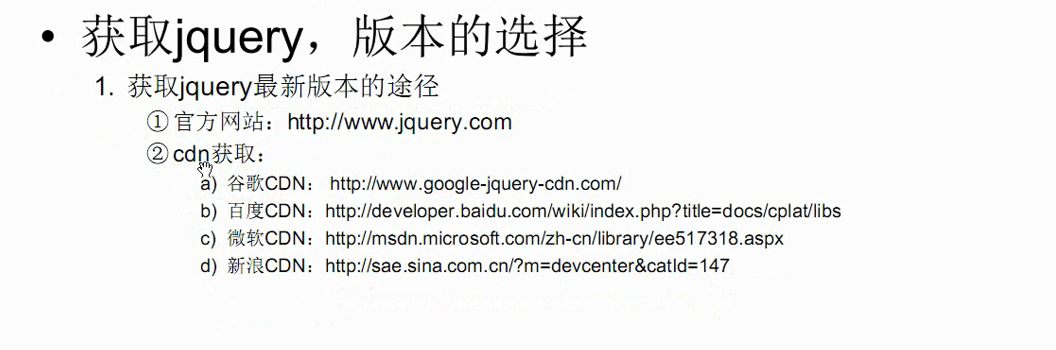 • 获取jquery，版本的选择
1. 获取jquery最新版本的途径
① 官方网站：http://www.jquery.com
② cdn获取：
a) 谷歌CDN： http://www.google-jquery-cdn.com/
b) 百度CDN：http://developer.baidu.com/wiki/index.php?title=docs/cplat/libs
c) 微软CDN：http://msdn.microsoft.com/zh-cn/library/ee517318.aspx
d) 新浪CDN：http://sae.sina.com.cn/?m=devcenter&catId=147